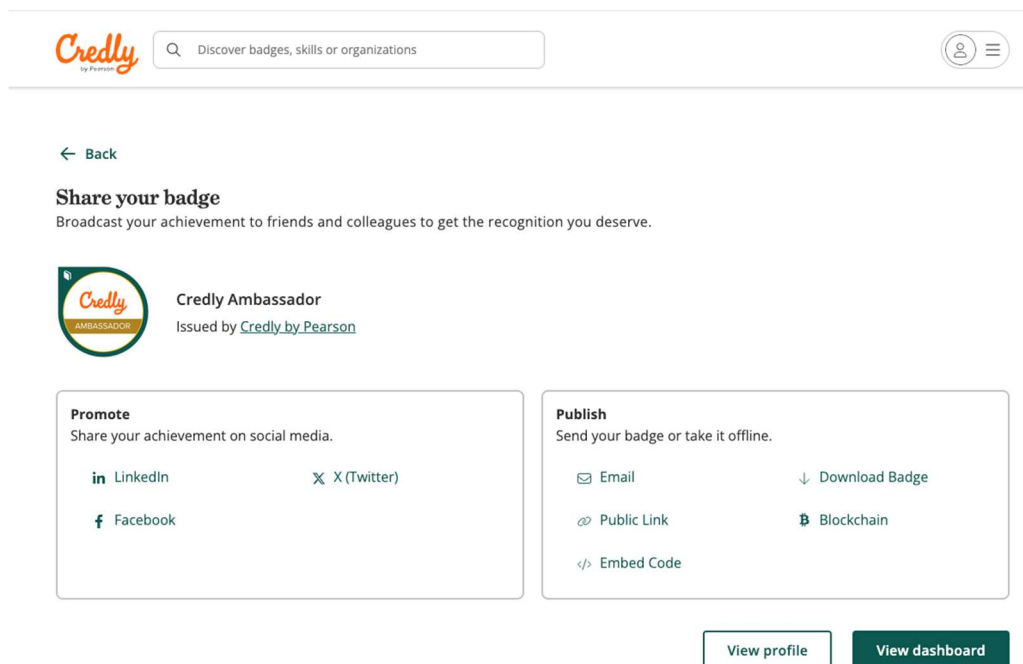 Credly
by Pearson
Discover badges, skills or organizations
Back
Share your badge
Broadcast your achievement to friends and colleagues to get the recognition you deserve.
Credly
AMBASSADOR
Credly Ambassador
Issued by Credly by Pearson
Promote
Share your achievement on social media.
LinkedIn
X (Twitter)
Facebook
Publish
Send your badge or take it offline.
Email
Download Badge
Public Link
Blockchain
Embed Code
View profile
View dashboard